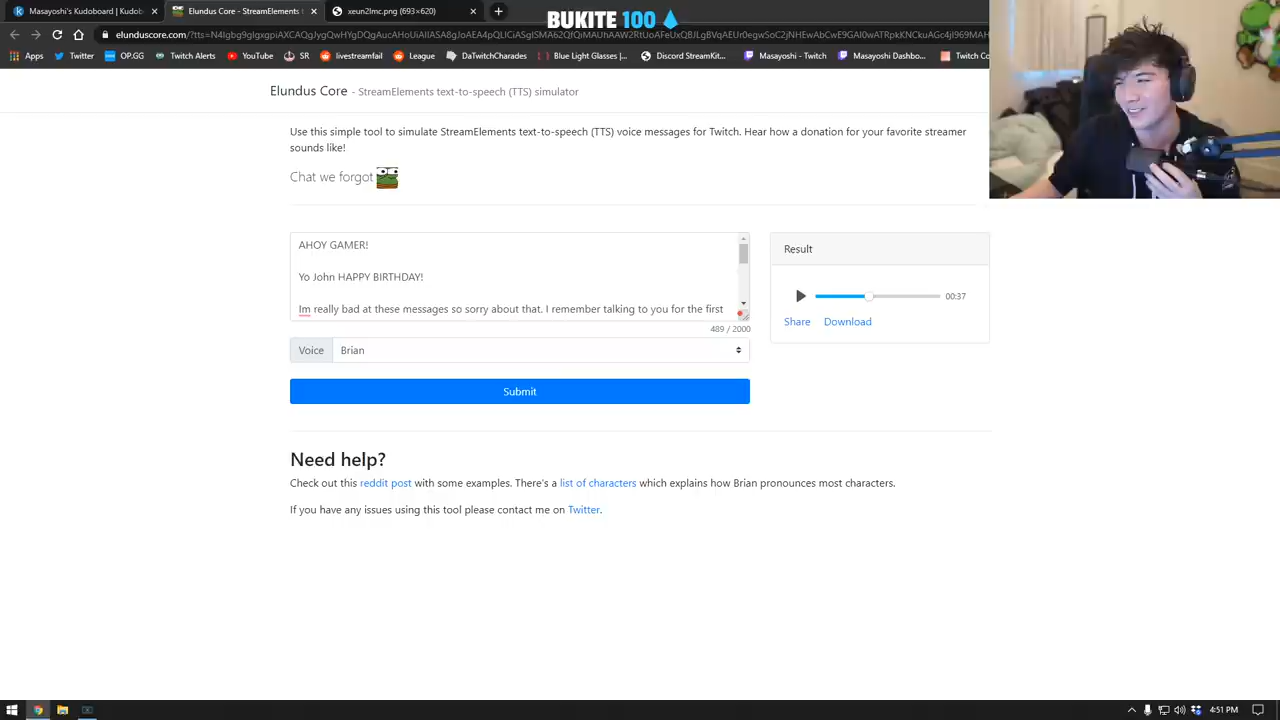 Masayoshi's Kudoboard | Kudo
Elundus Core - StreamElements t
xeun2lmc.png (693×620)
BUKITE 100
Apps
Twitter
OP.GG
Twitch Alerts
YouTube
SR
livestreamfail
League
DaTwitchCharades
Blue Light Glasses |...
Discord StreamKit...
Masayoshi - Twitch
Masayoshi Dashbo...
Twitch Co
Elundus Core - StreamElements text-to-speech (TTS) simulator
Use this simple tool to simulate StreamElements text-to-speech (TTS) voice messages for Twitch. Hear how a donation for your favorite streamer
sounds like!
Chat we forgot
AHOY GAMER!
Yo John HAPPY BIRTHDAY!
Im really bad at these messages so sorry about that. I remember talking to you for the first
489 / 2000
Voice
Brian
Submit
Result
00:37
Share
Download
Need help?
Check out this reddit post with some examples. There's a list of characters which explains how Brian pronounces most characters.
If you have any issues using this tool please contact me on Twitter.
4:51 PM